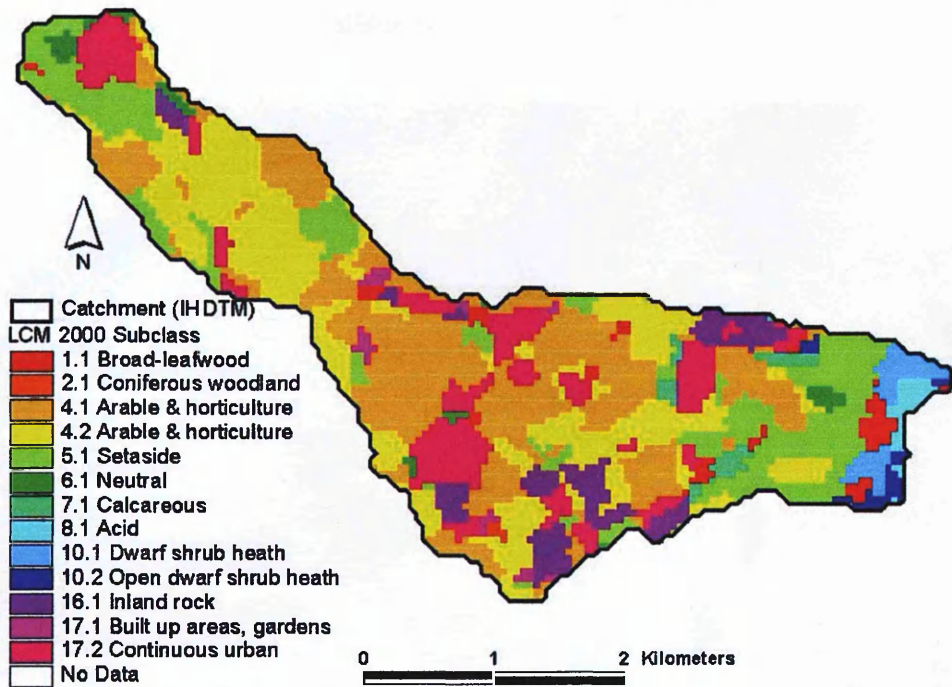 N
Catchment (IH DTM)
LCM 2000 Subclass
1.1 Broad-leafwood
2.1 Coniferous woodland
4.1 Arable & horticulture
4.2 Arable & horticulture
5.1 Setaside
6.1 Neutral
7.1 Calcareous
8.1 Acid
10.1 Dwarf shrub heath
10.2 Open dwarf shrub heath
16.1 Inland rock
17.1 Built up areas, gardens
17.2 Continuous urban
No Data
0 1 2 Kilometers